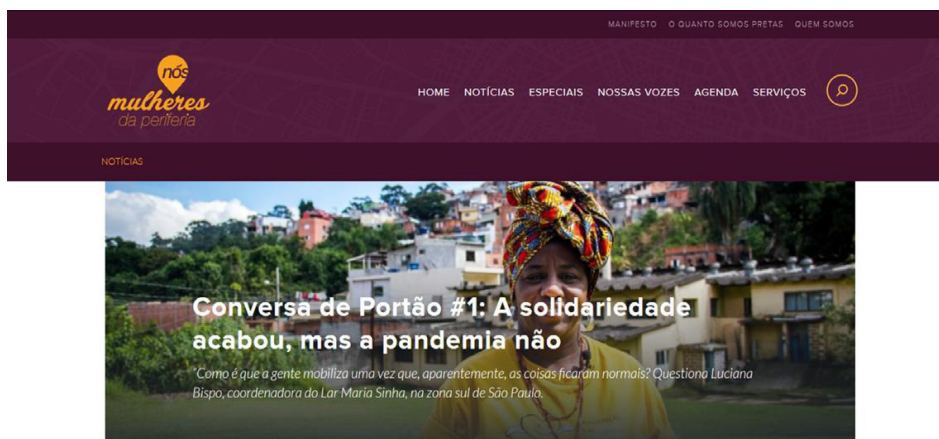 MANIFESTO O QUANTO SOMOS PRETAS QUEM SOMOS
nós
mulheres
da periferia
HOME NOTÍCIAS ESPECIAIS NOSSAS VOZES AGENDA SERVIÇOS
NOTÍCIAS
Conversa de Portão #1: A solidariedade
acabou, mas a pandemia não
"Como é que a gente mobiliza uma vez que, aparentemente, as coisas ficaram normais? Questiona Luciana
Bispo, coordenadora do Lar Maria Sinha, na zona sul de São Paulo.